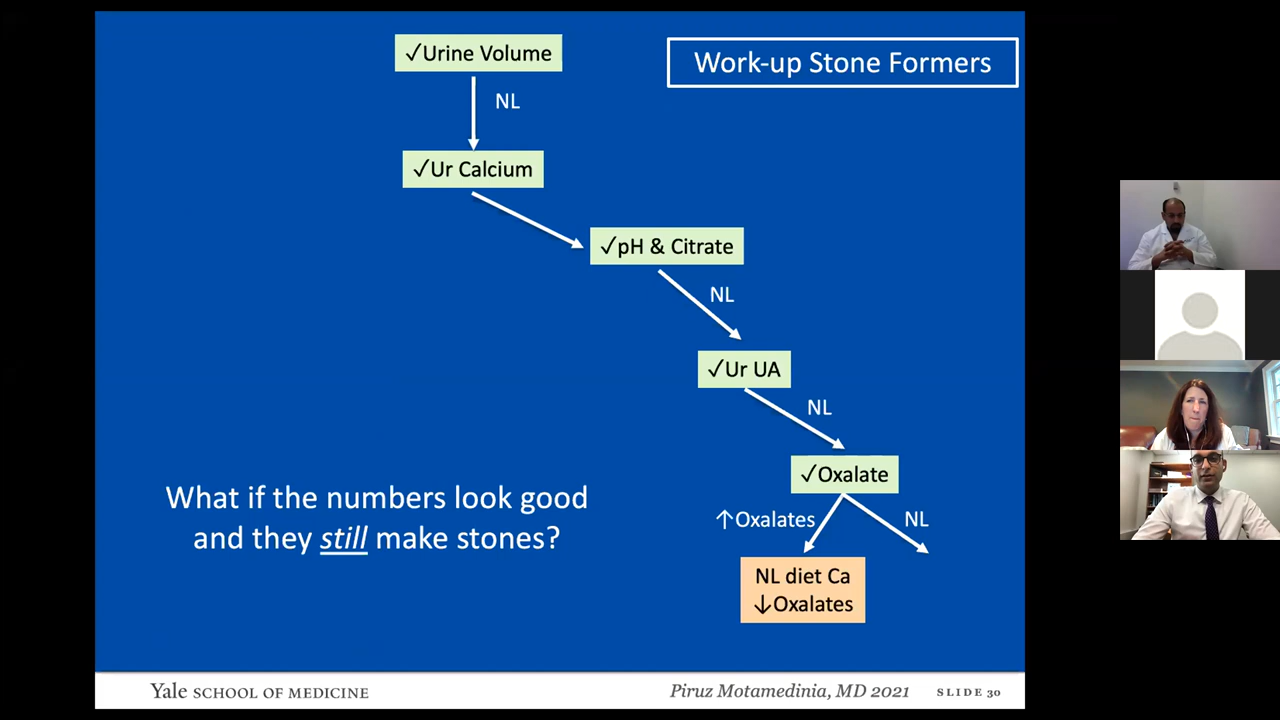 ✓Urine Volume
Work-up Stone Formers
NL
✓Ur Calcium
✓pH & Citrate
NL
✓Ur UA
NL
✓Oxalate
What if the numbers look good
and they still make stones?
↑Oxalates
NL
NL diet Ca
↓Oxalates
Yale SCHOOL OF MEDICINE
Piruz Motamedinia, MD 2021
SLIDE 30